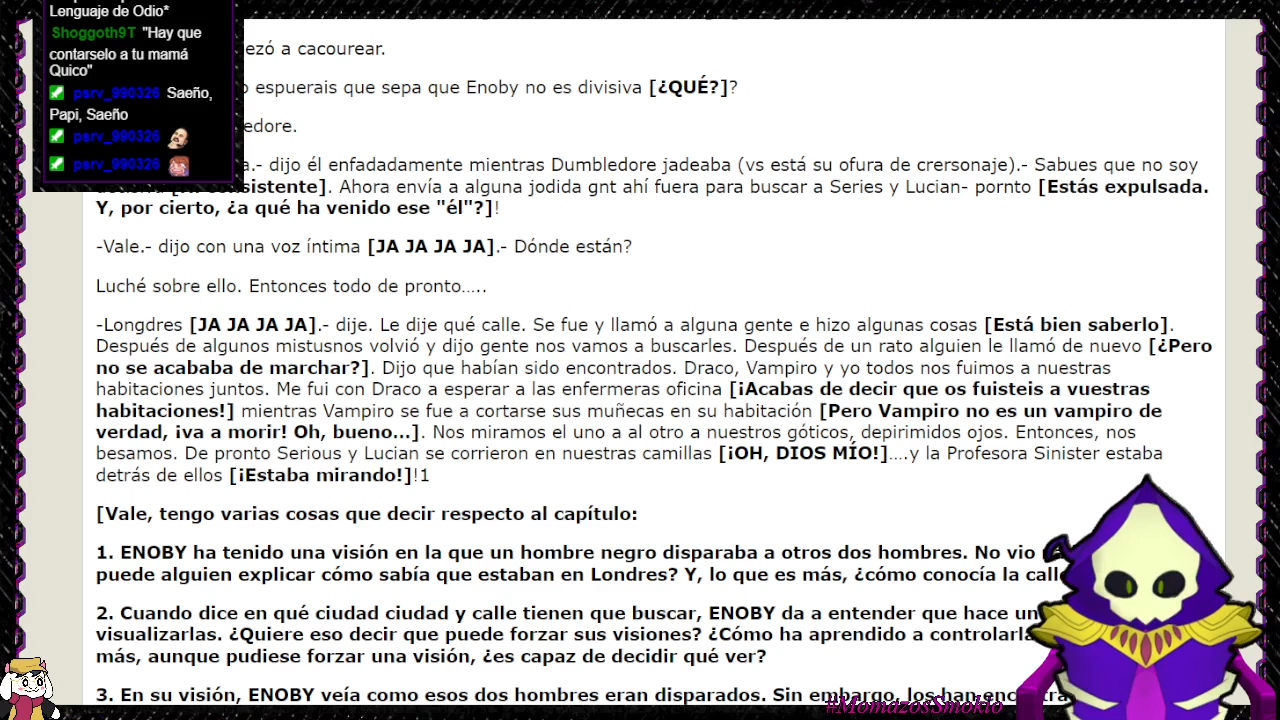 Lenguaje de Odio*
Shoggoth9T "Hay que
contarselo a tu mamá
Quico"
psrv_990326 Saeño,
Papi, Saeño
psrv_990326
psrv_990326
ezó a cacourear.
o espuerais que sepa que Enoby no es divisiva [¿QUÉ?]?
edore.
a.- dijo él enfadadamente mientras Dumbledore jadeaba (vs está su ofura de crersonaje).- Sabues que no soy
. Ahora envía a alguna jodida gnt ahí fuera para buscar a Series y Lucian- pornto [Estás expulsada.
Y, por cierto, ¿a qué ha venido ese "él"?]!
-Vale.- dijo con una voz íntima [JA JA JA JA].- Dónde están?
Luché sobre ello. Entonces todo de pronto…..
-Longdres [JA JA JA JA].- dije. Le dije qué calle. Se fue y llamó a alguna gente e hizo algunas cosas [Está bien saberlo].
Después de algunos mistusnos volvió y dijo gente nos vamos a buscarles. Después de un rato alguien le llamó de nuevo [¿Pero
no se acababa de marchar?]. Dijo que habían sido encontrados. Draco, Vampiro y yo todos nos fuimos a nuestras
habitaciones juntos. Me fui con Draco a esperar a las enfermeras oficina [¡Acabas de decir que os fuisteis a vuestras
habitaciones!] mientras Vampiro se fue a cortarse sus muñecas en su habitación [Pero Vampiro no es un vampiro de
verdad, ¡va a morir! Oh, bueno...]. Nos miramos el uno a al otro a nuestros góticos, depirimidos ojos. Entonces, nos
besamos. De pronto Serious y Lucian se corrieron en nuestras camillas [¡OH, DIOS MÍO!]….y la Profesora Sinister estaba
detrás de ellos [¡Estaba mirando!]!1
[Vale, tengo varias cosas que decir respecto al capítulo:
1. ENOBY ha tenido una visión en la que un hombre negro disparaba a otros dos hombres. No vio
puede alguien explicar cómo sabía que estaban en Londres? Y, lo que es más, ¿cómo conocía la calle
2. Cuando dice en qué ciudad ciudad y calle tienen que buscar, ENOBY da a entender que hace un
visualizarlas. ¿Quiere eso decir que puede forzar sus visiones? ¿Cómo ha aprendido a controlarla
más, aunque pudiese forzar una visión, ¿es capaz de decidir qué ver?
3. En su visión, ENOBY veía como esos dos hombres eran disparados. Sin embargo, los han
#MomazosSmokio